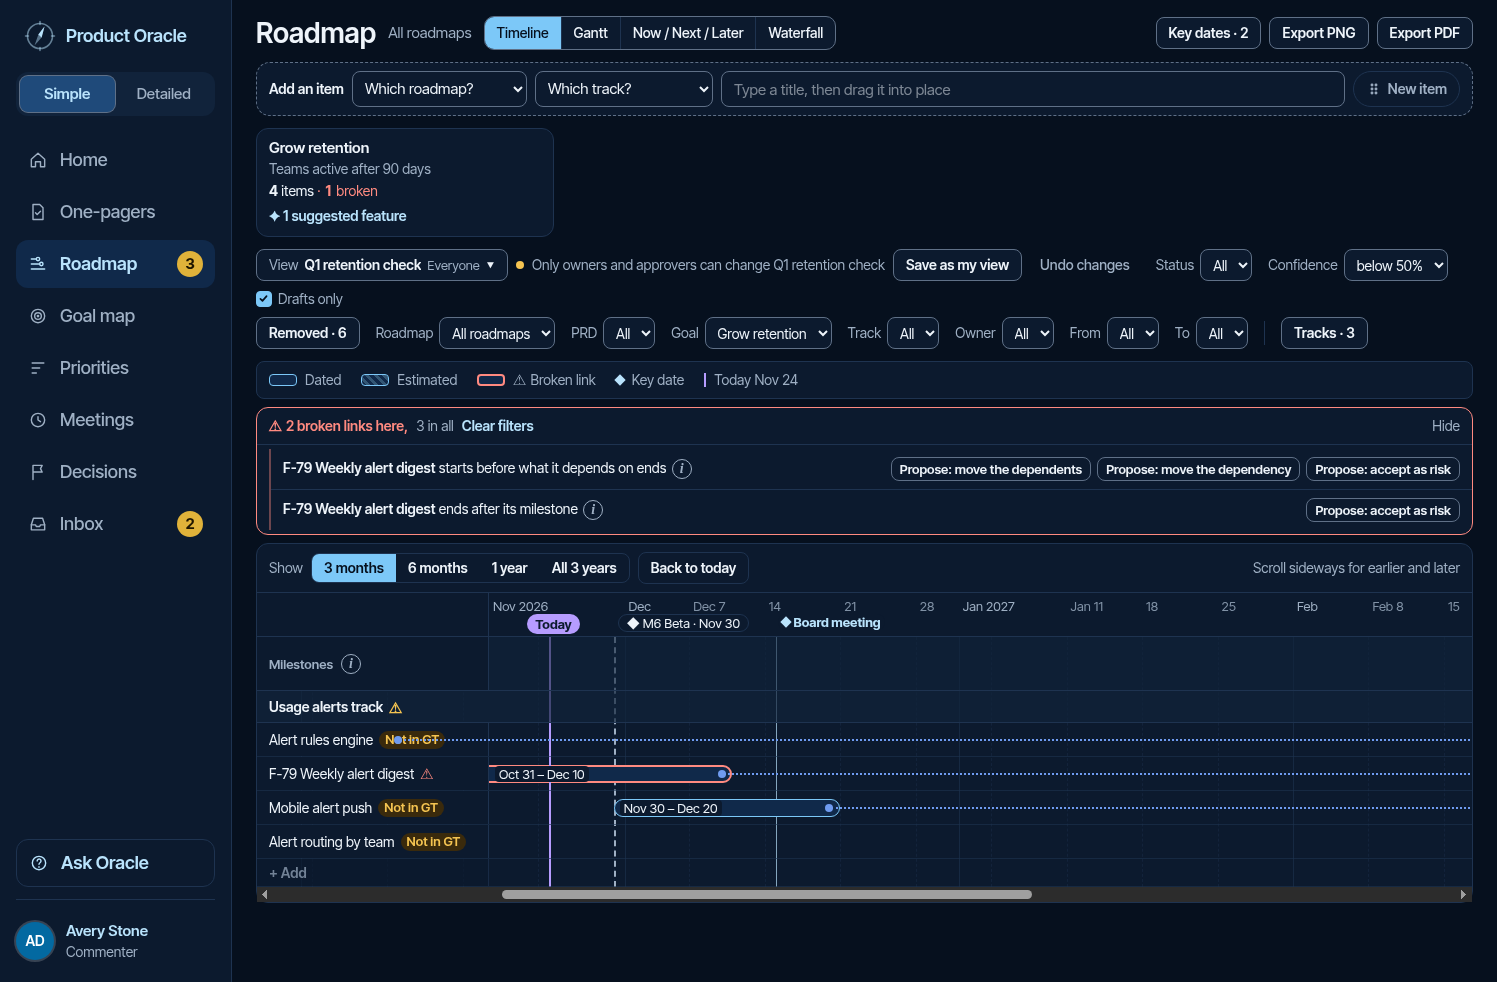 Product Oracle
Simple
Detailed
Home
One-pagers
Roadmap
3
Goal map
Priorities
Meetings
Decisions
Inbox
2
Ask Oracle
AD
Avery Stone
Commenter
Roadmap
All roadmaps
Timeline
Gantt
Now / Next / Later
Waterfall
Key dates · 2
Export PNG
Export PDF
Add an item
Which roadmap?
Which track?
Type a title, then drag it into place
New item
Grow retention
Teams active after 90 days
4 items · 1 broken
1 suggested feature
View Q1 retention check Everyone
Only owners and approvers can change Q1 retention check
Save as my view
Undo changes
Status All
Confidence below 50%
Drafts only
Removed · 6
Roadmap All roadmaps
PRD All
Goal Grow retention
Track All
Owner All
From All
To All
Tracks · 3
Dated
Estimated
⚠ Broken link
Key date
Today Nov 24
⚠ 2 broken links here, 3 in all Clear filters
Hide
F-79 Weekly alert digest starts before what it depends on ends i
Propose: move the dependents
Propose: move the dependency
Propose: accept as risk
F-79 Weekly alert digest ends after its milestone i
Propose: accept as risk
Show
3 months
6 months
1 year
All 3 years
Back to today
Scroll sideways for earlier and later
Nov 2026
Dec
Dec 7
14
21
28
Jan 2027
Jan 11
18
25
Feb
Feb 8
15
Today
M6 Beta · Nov 30
Board meeting
Milestones i
Usage alerts track ⚠
Alert rules engine Not in GT
F-79 Weekly alert digest ⚠
Oct 31 – Dec 10
Mobile alert push Not in GT
Nov 30 – Dec 20
Alert routing by team Not in GT
+ Add